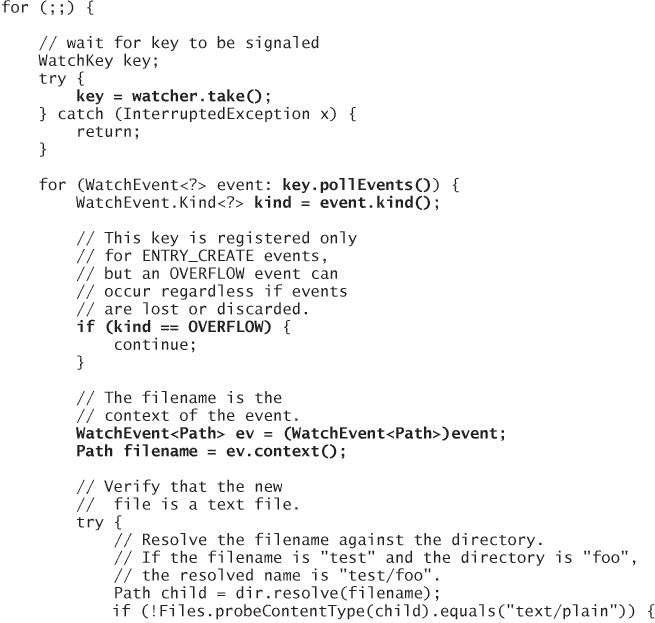 for (;;) {
// wait for key to be signaled
WatchKey key;
try {
key = watcher.take();
} catch (InterruptedException x) {
return;
}
for (WatchEvent<?> event: key.pollEvents()) {
WatchEvent.Kind<?> kind = event.kind();
// This key is registered only
// for ENTRY_CREATE events,
// but an OVERFLOW event can
// occur regardless if events
// are lost or discarded.
if (kind == OVERFLOW) {
continue;
}
// The filename is the
// context of the event.
WatchEvent<Path> ev = (WatchEvent<Path>)event;
Path filename = ev.context();
// Verify that the new
//  file is a text file.
try {
// Resolve the filename against the directory.
// If the filename is "test" and the directory is "foo",
// the resolved name is "test/foo".
Path child = dir.resolve(filename);
if (!Files.probeContentType(child).equals("text/plain")) {